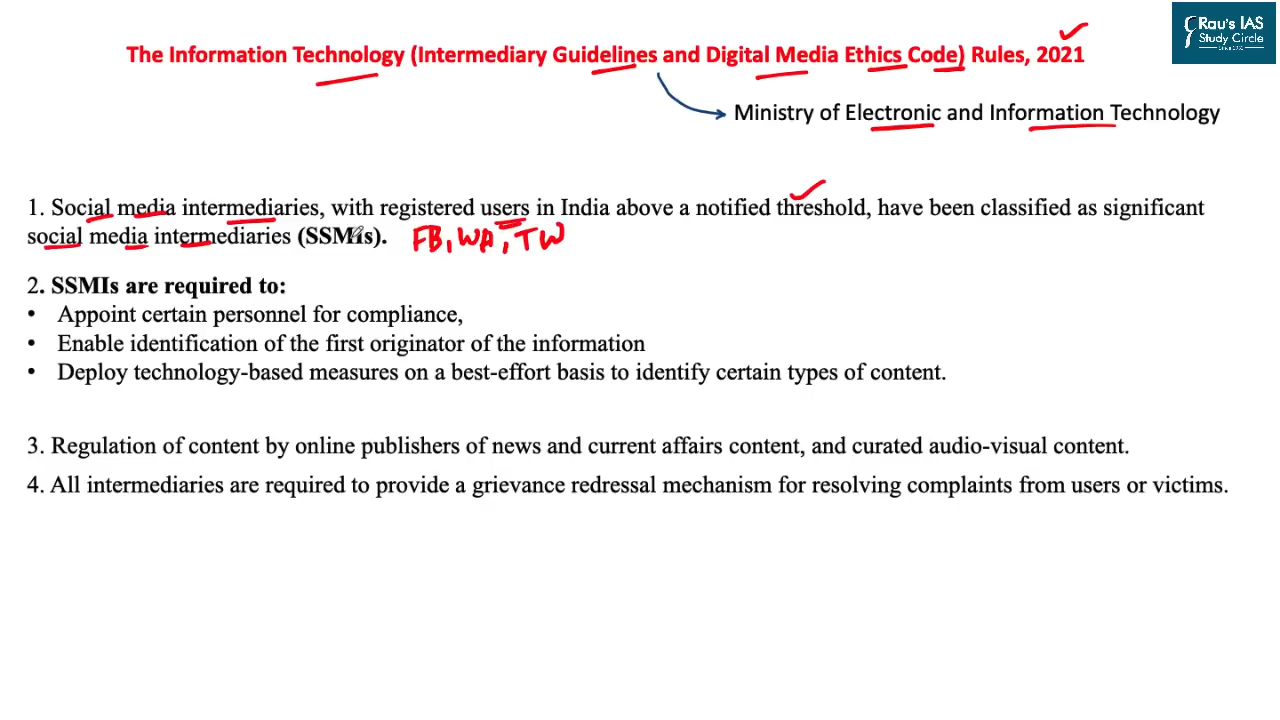 Rau's IAS
Study Circle
Since 1953
The Information Technology (Intermediary Guidelines and Digital Media Ethics Code) Rules, 2021
Ministry of Electronic and Information Technology
1. Social media intermediaries, with registered users in India above a notified threshold, have been classified as significant
social media intermediaries (SSMIs). FB, WA, TW
2. SSMIs are required to:
• Appoint certain personnel for compliance,
• Enable identification of the first originator of the information
• Deploy technology-based measures on a best-effort basis to identify certain types of content.
3. Regulation of content by online publishers of news and current affairs content, and curated audio-visual content.
4. All intermediaries are required to provide a grievance redressal mechanism for resolving complaints from users or victims.